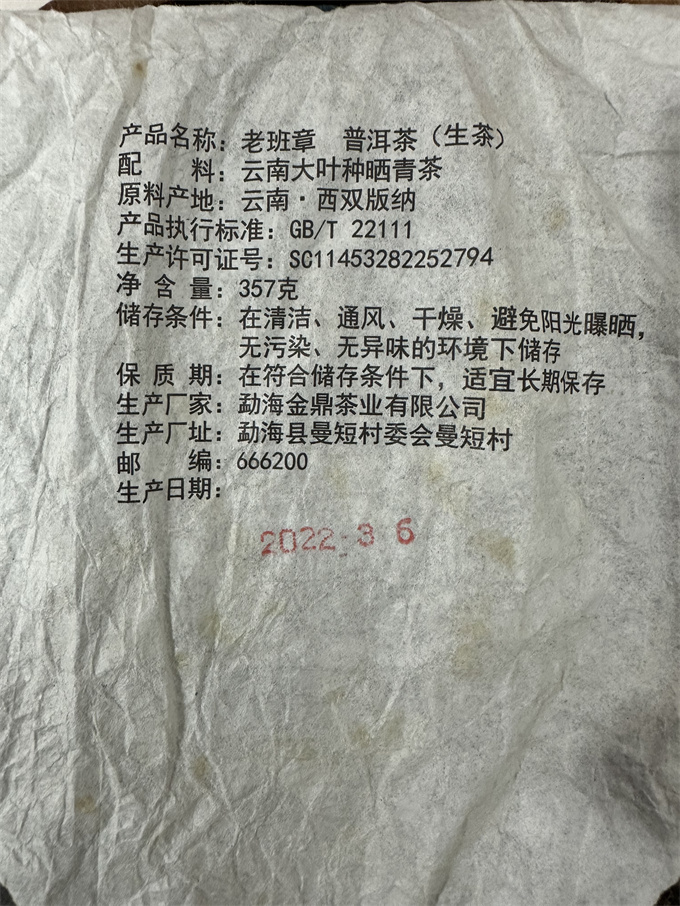 产品名称：老班章　普洱茶（生茶）
配　　料：云南大叶种晒青茶
原料产地：云南·西双版纳
产品执行标准：GB/T 22111
生产许可证号：SC11453282252794
净 含 量：357克
储存条件：在清洁、通风、干燥、避免阳光曝晒，
无污染、无异味的环境下储存
保 质 期：在符合储存条件下，适宜长期保存
生产厂家：勐海金鼎茶业有限公司
生产厂址：勐海县曼短村委会曼短村
邮　　编：666200
生产日期：
2022 3 6